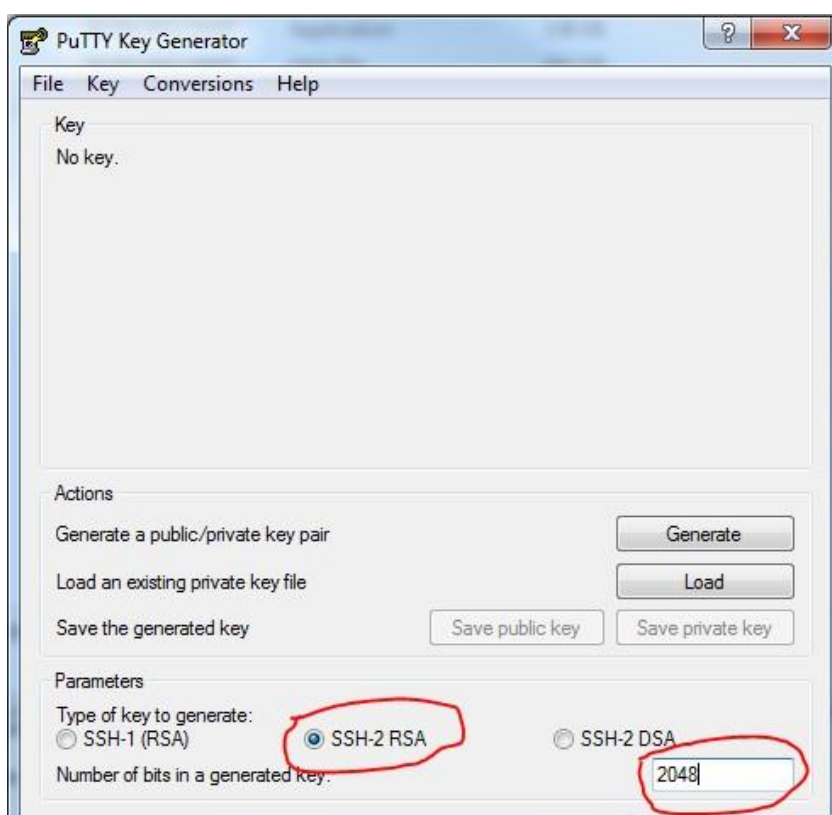 PuTTY Key Generator
File Key Conversions Help
Key
No key.
Actions
Generate a public/private key pair Generate
Load an existing private key file Load
Save the generated key Save public key Save private key
Parameters
Type of key to generate:
SSH-1 (RSA) SSH-2 RSA SSH-2 DSA
Number of bits in a generated key: 2048